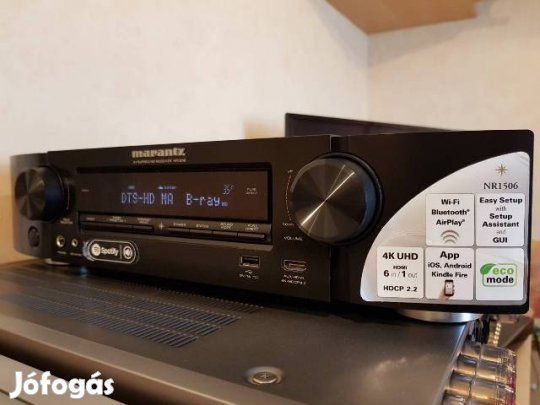 marantz
NR1506
DTS-HD MA B-ray
VOLUME
Spotify
NR1506
Wi-Fi
Bluetooth®
AirPlay®
Easy Setup
with
Setup
Assistant
and
GUI
4K UHD
HDMI
6 in / 1 out
HDCP 2.2
App
iOS, Android
Kindle Fire
eco
mode
Jófogás